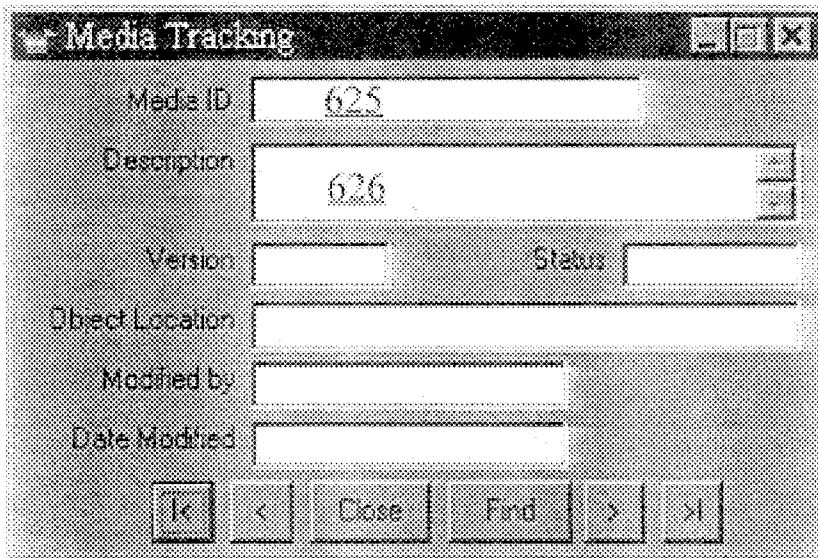 Media Tracking
Media ID 625
Description 626
Version Status
Object Location
Modified by
Date Modified
|< < Close Find > >|